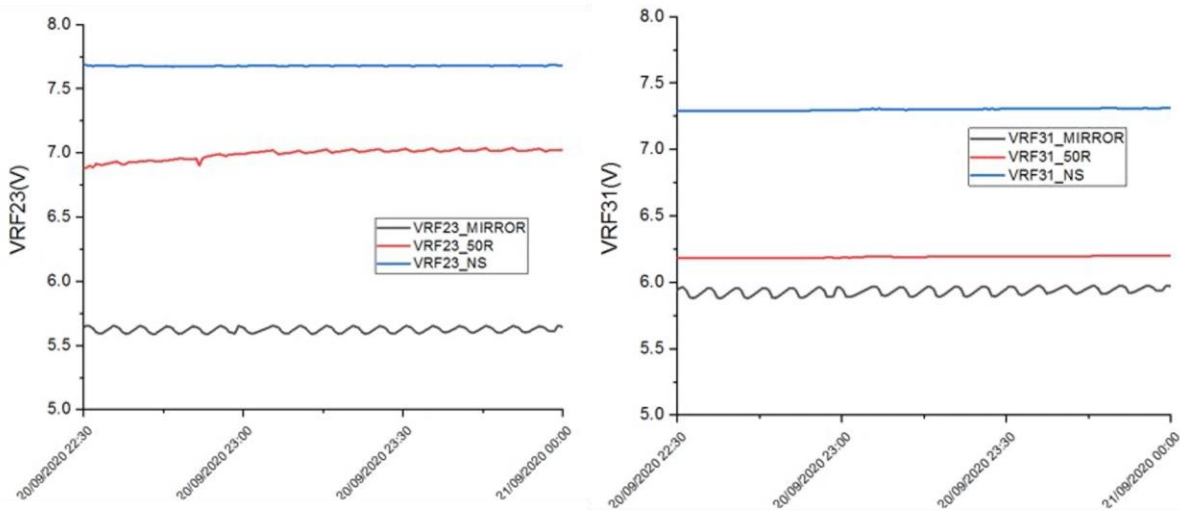 8.0
7.5
7.0
6.5
6.0
5.5
5.0
VRF23(V)
VRF23_MIRROR
VRF23_50R
VRF23_NS
20/09/2020 22:30
20/09/2020 23:00
20/09/2020 23:30
21/09/2020 00:00
8.0
7.5
7.0
6.5
6.0
5.5
5.0
VRF31(V)
VRF31_MIRROR
VRF31_50R
VRF31_NS
20/09/2020 22:30
20/09/2020 23:00
20/09/2020 23:30
21/09/2020 00:00